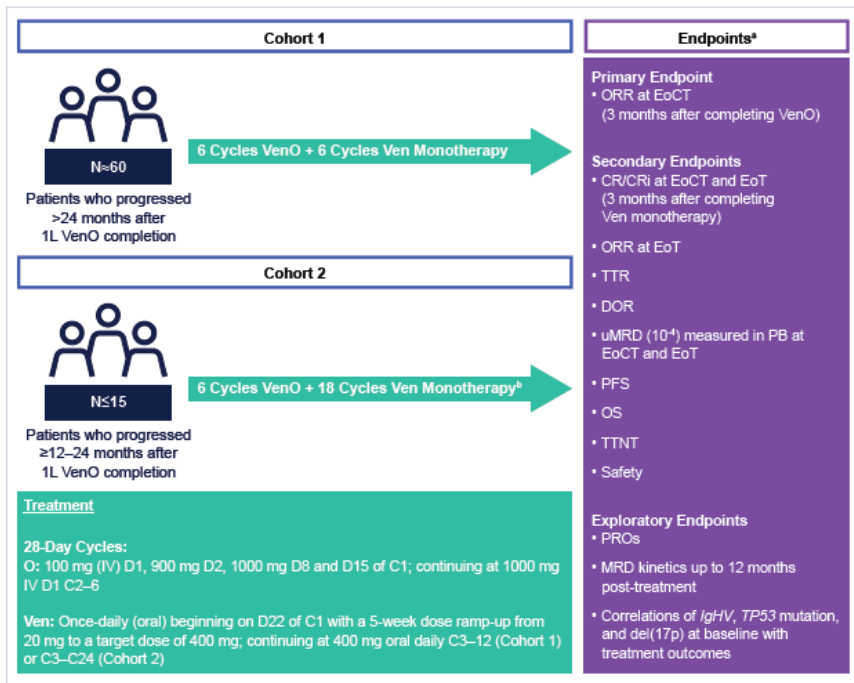 Cohort 1
N≈60
Patients who progressed
>24 months after
1L VenO completion
6 Cycles VenO + 6 Cycles Ven Monotherapy
Cohort 2
N≤15
Patients who progressed
≥12–24 months after
1L VenO completion
6 Cycles VenO + 18 Cycles Ven Monotherapyᵇ
Treatment
28-Day Cycles:
O: 100 mg (IV) D1, 900 mg D2, 1000 mg D8 and D15 of C1; continuing at 1000 mg
IV D1 C2–6
Ven: Once-daily (oral) beginning on D22 of C1 with a 5-week dose ramp-up from
20 mg to a target dose of 400 mg; continuing at 400 mg oral daily C3–12 (Cohort 1)
or C3–C24 (Cohort 2)
Endpointsᵃ
Primary Endpoint
• ORR at EoCT
(3 months after completing VenO)
Secondary Endpoints
• CR/CRi at EoCT and EoT
(3 months after completing
Ven monotherapy)
• ORR at EoT
• TTR
• DOR
• uMRD (10⁻⁴) measured in PB at
EoCT and EoT
• PFS
• OS
• TTNT
• Safety
Exploratory Endpoints
• PROs
• MRD kinetics up to 12 months
post-treatment
• Correlations of IgHV, TP53 mutation,
and del(17p) at baseline with
treatment outcomes